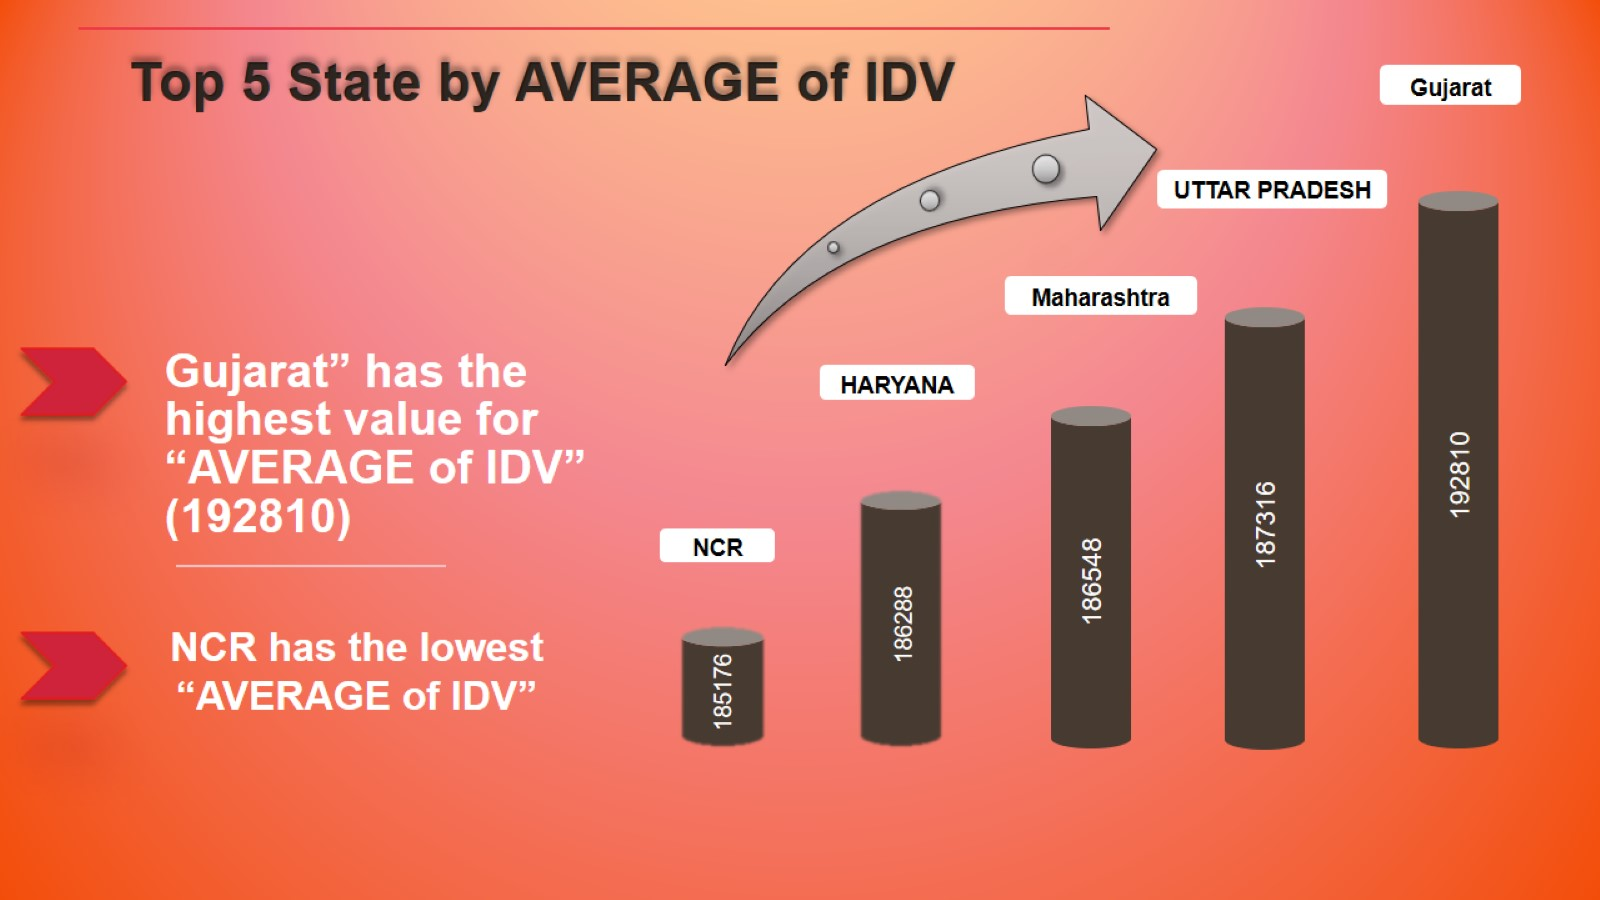 Top 5 State by AVERAGE of IDV
Gujarat
UTTAR PRADESH
Maharashtra
HARYANA
NCR
Gujarat” has the
highest value for
“AVERAGE of IDV”
(192810)
NCR has the lowest
“AVERAGE of IDV”
185176
186288
186548
187316
192810